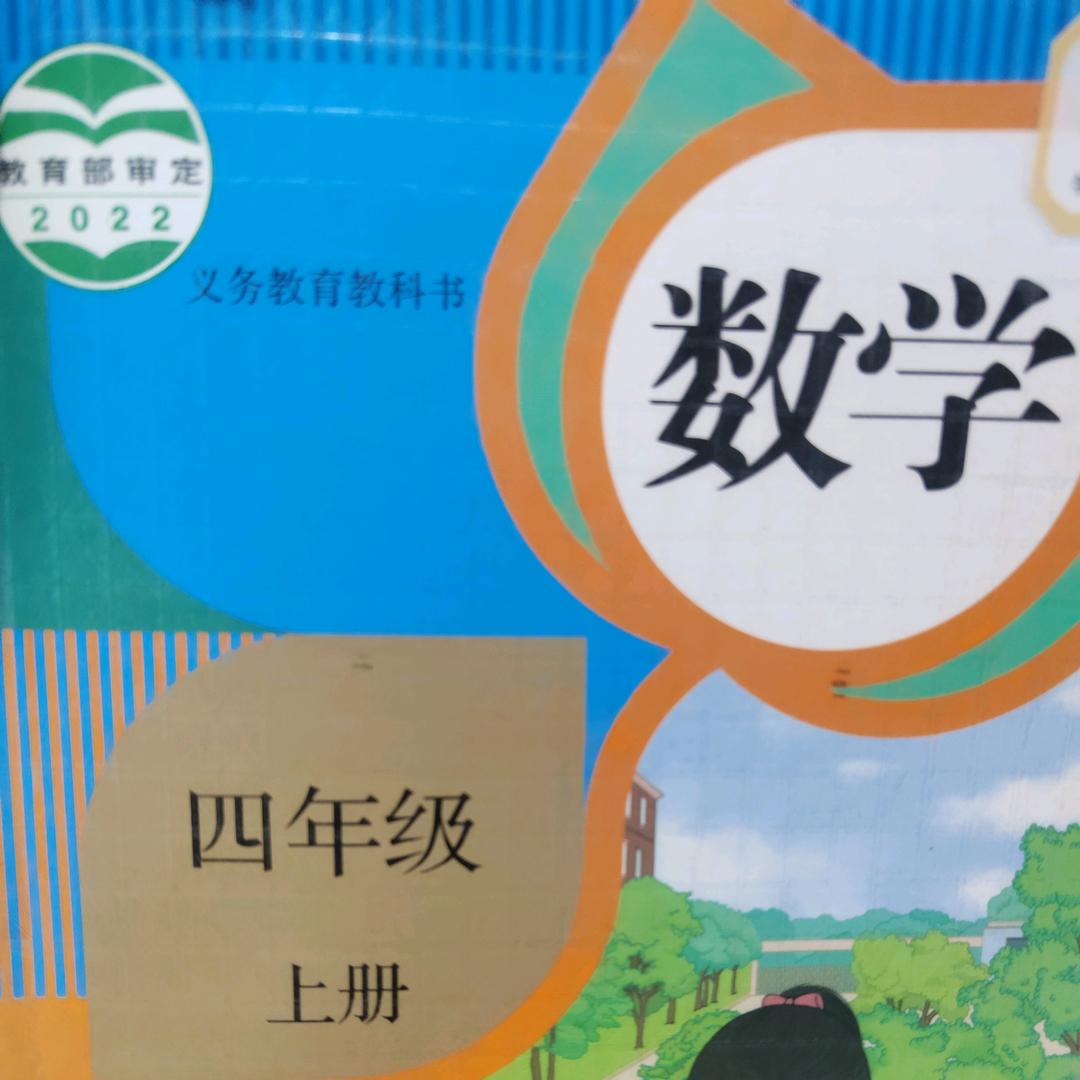 教育部审定
2022
义务教育教科书
数学
四年级
上册